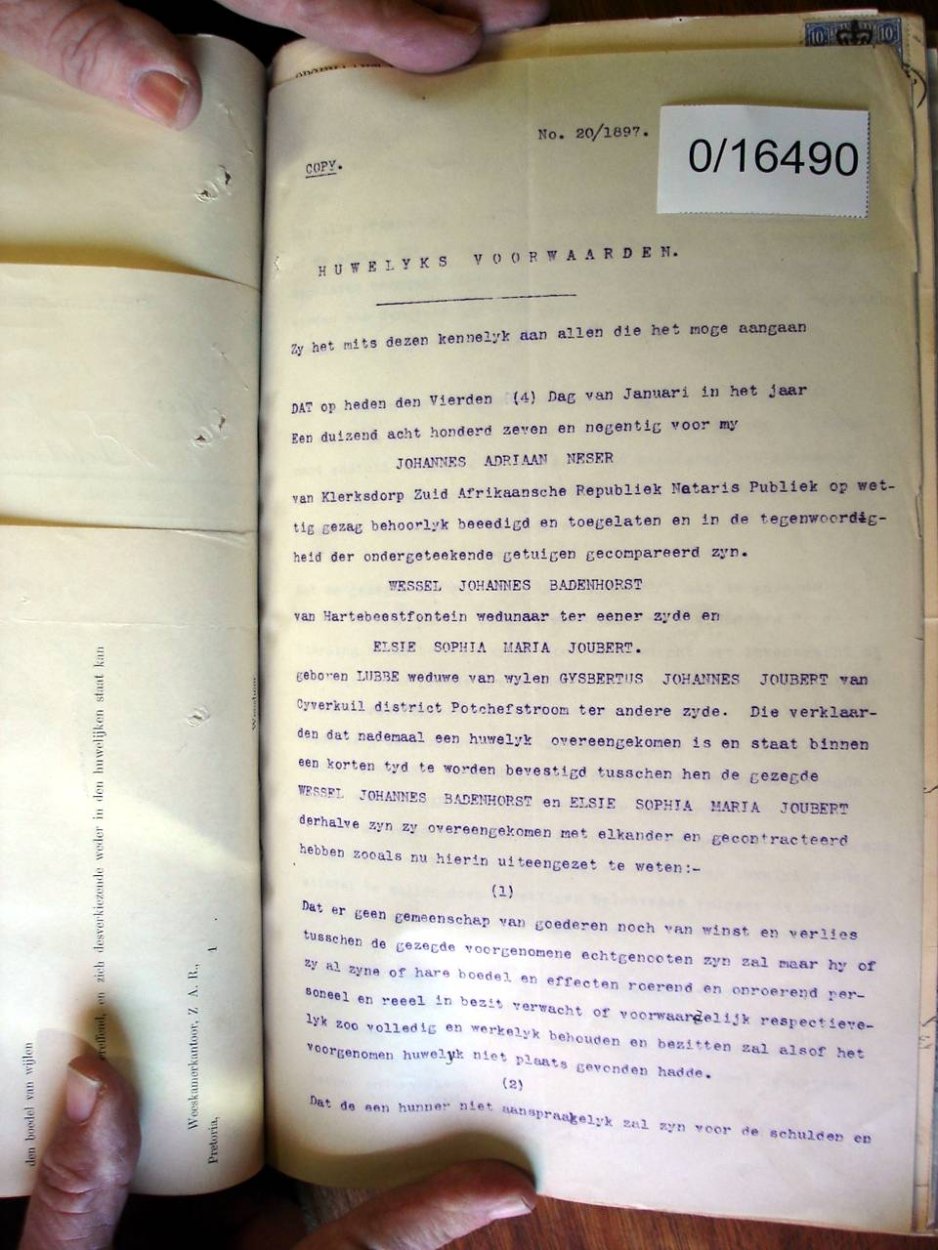 10 10
No. 20/1897.
0/16490
COPY.
HUWELYKS VOORWAARDEN.
Zy het mits dezen kennelyk aan allen die het moge aangaan
DAT op heden den Vierden (4) Dag van Januari in het jaar
Een duizend acht honderd zeven en negentig voor my
JOHANNES ADRIAAN NESER
van Klerksdorp Zuid Afrikaansche Republiek Notaris Publiek op wet-
tig gezag behoorlyk beeedigd en toegelaten en in de tegenwoordig-
heid der ondergeteekende getuigen gecompareerd zyn.
WESSEL JOHANNES BADENHORST
van Hartebeestfontein wedunaar ter eener zyde en
ELSIE SOPHIA MARIA JOUBERT.
geboren LUBBE weduwe van wylen GYSBERTUS JOHANNES JOUBERT van
Cyverkuil district Potchefstroom ter andere zyde. Die verklaar-
den dat nademaal een huwelyk overeengekomen is en staat binnen
een korten tyd te worden bevestigd tusschen hen de gezegde
WESSEL JOHANNES BADENHORST en ELSIE SOPHIA MARIA JOUBERT
derhalve zyn zy overeengekomen met elkander en gecontracteerd
hebben zooals nu hierin uiteengezet te weten:-
(1)
Dat er geen gemeenschap van goederen noch van winst en verlies
tusschen de gezegde voorgenomene echtgenooten zyn zal maar hy of
zy al zyne of hare boedel en effecten roerend en onroerend per-
soneel en reeel in bezit verwacht of voorwaardelijk respectieve-
lyk zoo volledig en werkelyk behouden en bezitten zal alsof het
voorgenomen huwelyk niet plaats gevonden hadde.
(2)
Dat de een hunner niet aanspraakelyk zal zyn voor de schulden en
den boedel van wijlen
treffend, en zich desverkiezende weder in den huwelijken staat kan
Weeskamerkantoor, Z. A. R.,
Pretoria, 1